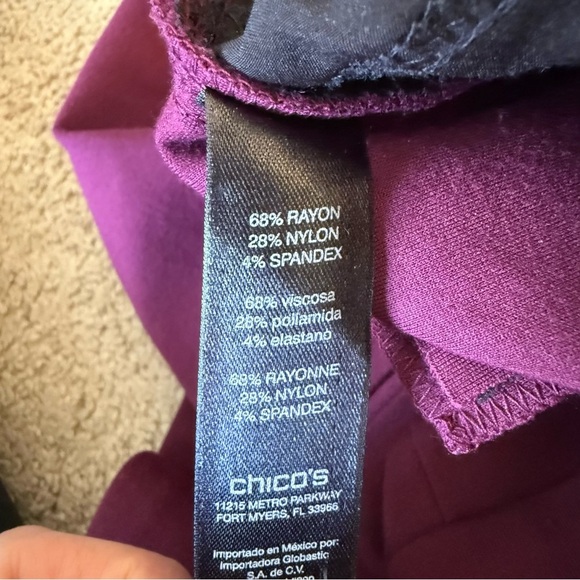 68% RAYON
28% NYLON
4% SPANDEX
68% viscosa
28% poliamida
4% elastano
68% RAYONNE
28% NYLON
4% SPANDEX
chico's
11215 METRO PARKWAY
FORT MYERS, FL 33966
Importado en México por:
Importadora Globastic
S.A. de C.V.